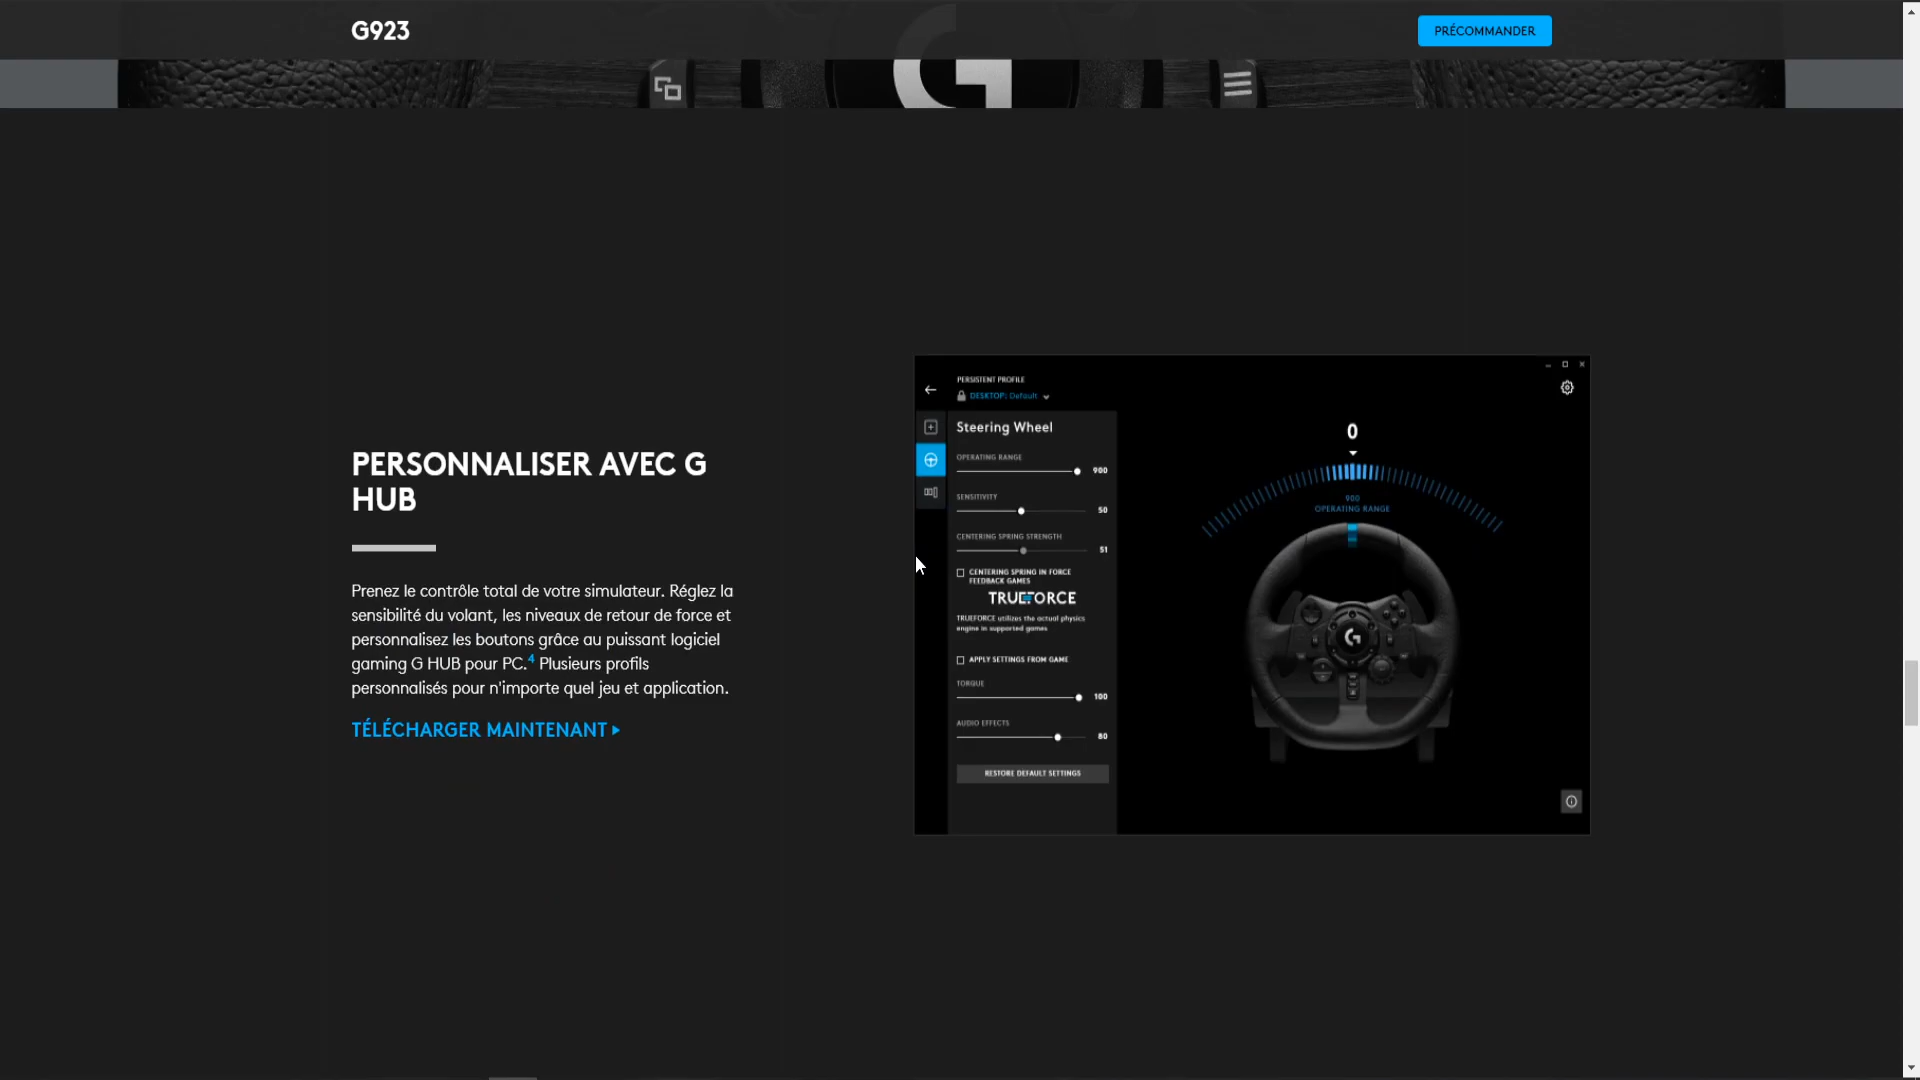 G923
PRÉCOMMANDER
PERSONNALISER AVEC G
HUB
Prenez le contrôle total de votre simulateur. Réglez la
sensibilité du volant, les niveaux de retour de force et
personnalisez les boutons grâce au puissant logiciel
gaming G HUB pour PC.4 Plusieurs profils
personnalisés pour n'importe quel jeu et application.
TÉLÉCHARGER MAINTENANT
PERSISTENT PROFILE
DESKTOP: Default
Steering Wheel
OPERATING RANGE
900
SENSITIVITY
50
CENTERING SPRING STRENGTH
51
CENTERING SPRING IN FORCE
FEEDBACK GAMES
TRUEFORCE
TRUEFORCE utilizes the actual physics
engine in supported games
APPLY SETTINGS FROM GAME
TORQUE
100
AUDIO EFFECTS
80
RESTORE DEFAULT SETTINGS
0
900
OPERATING RANGE